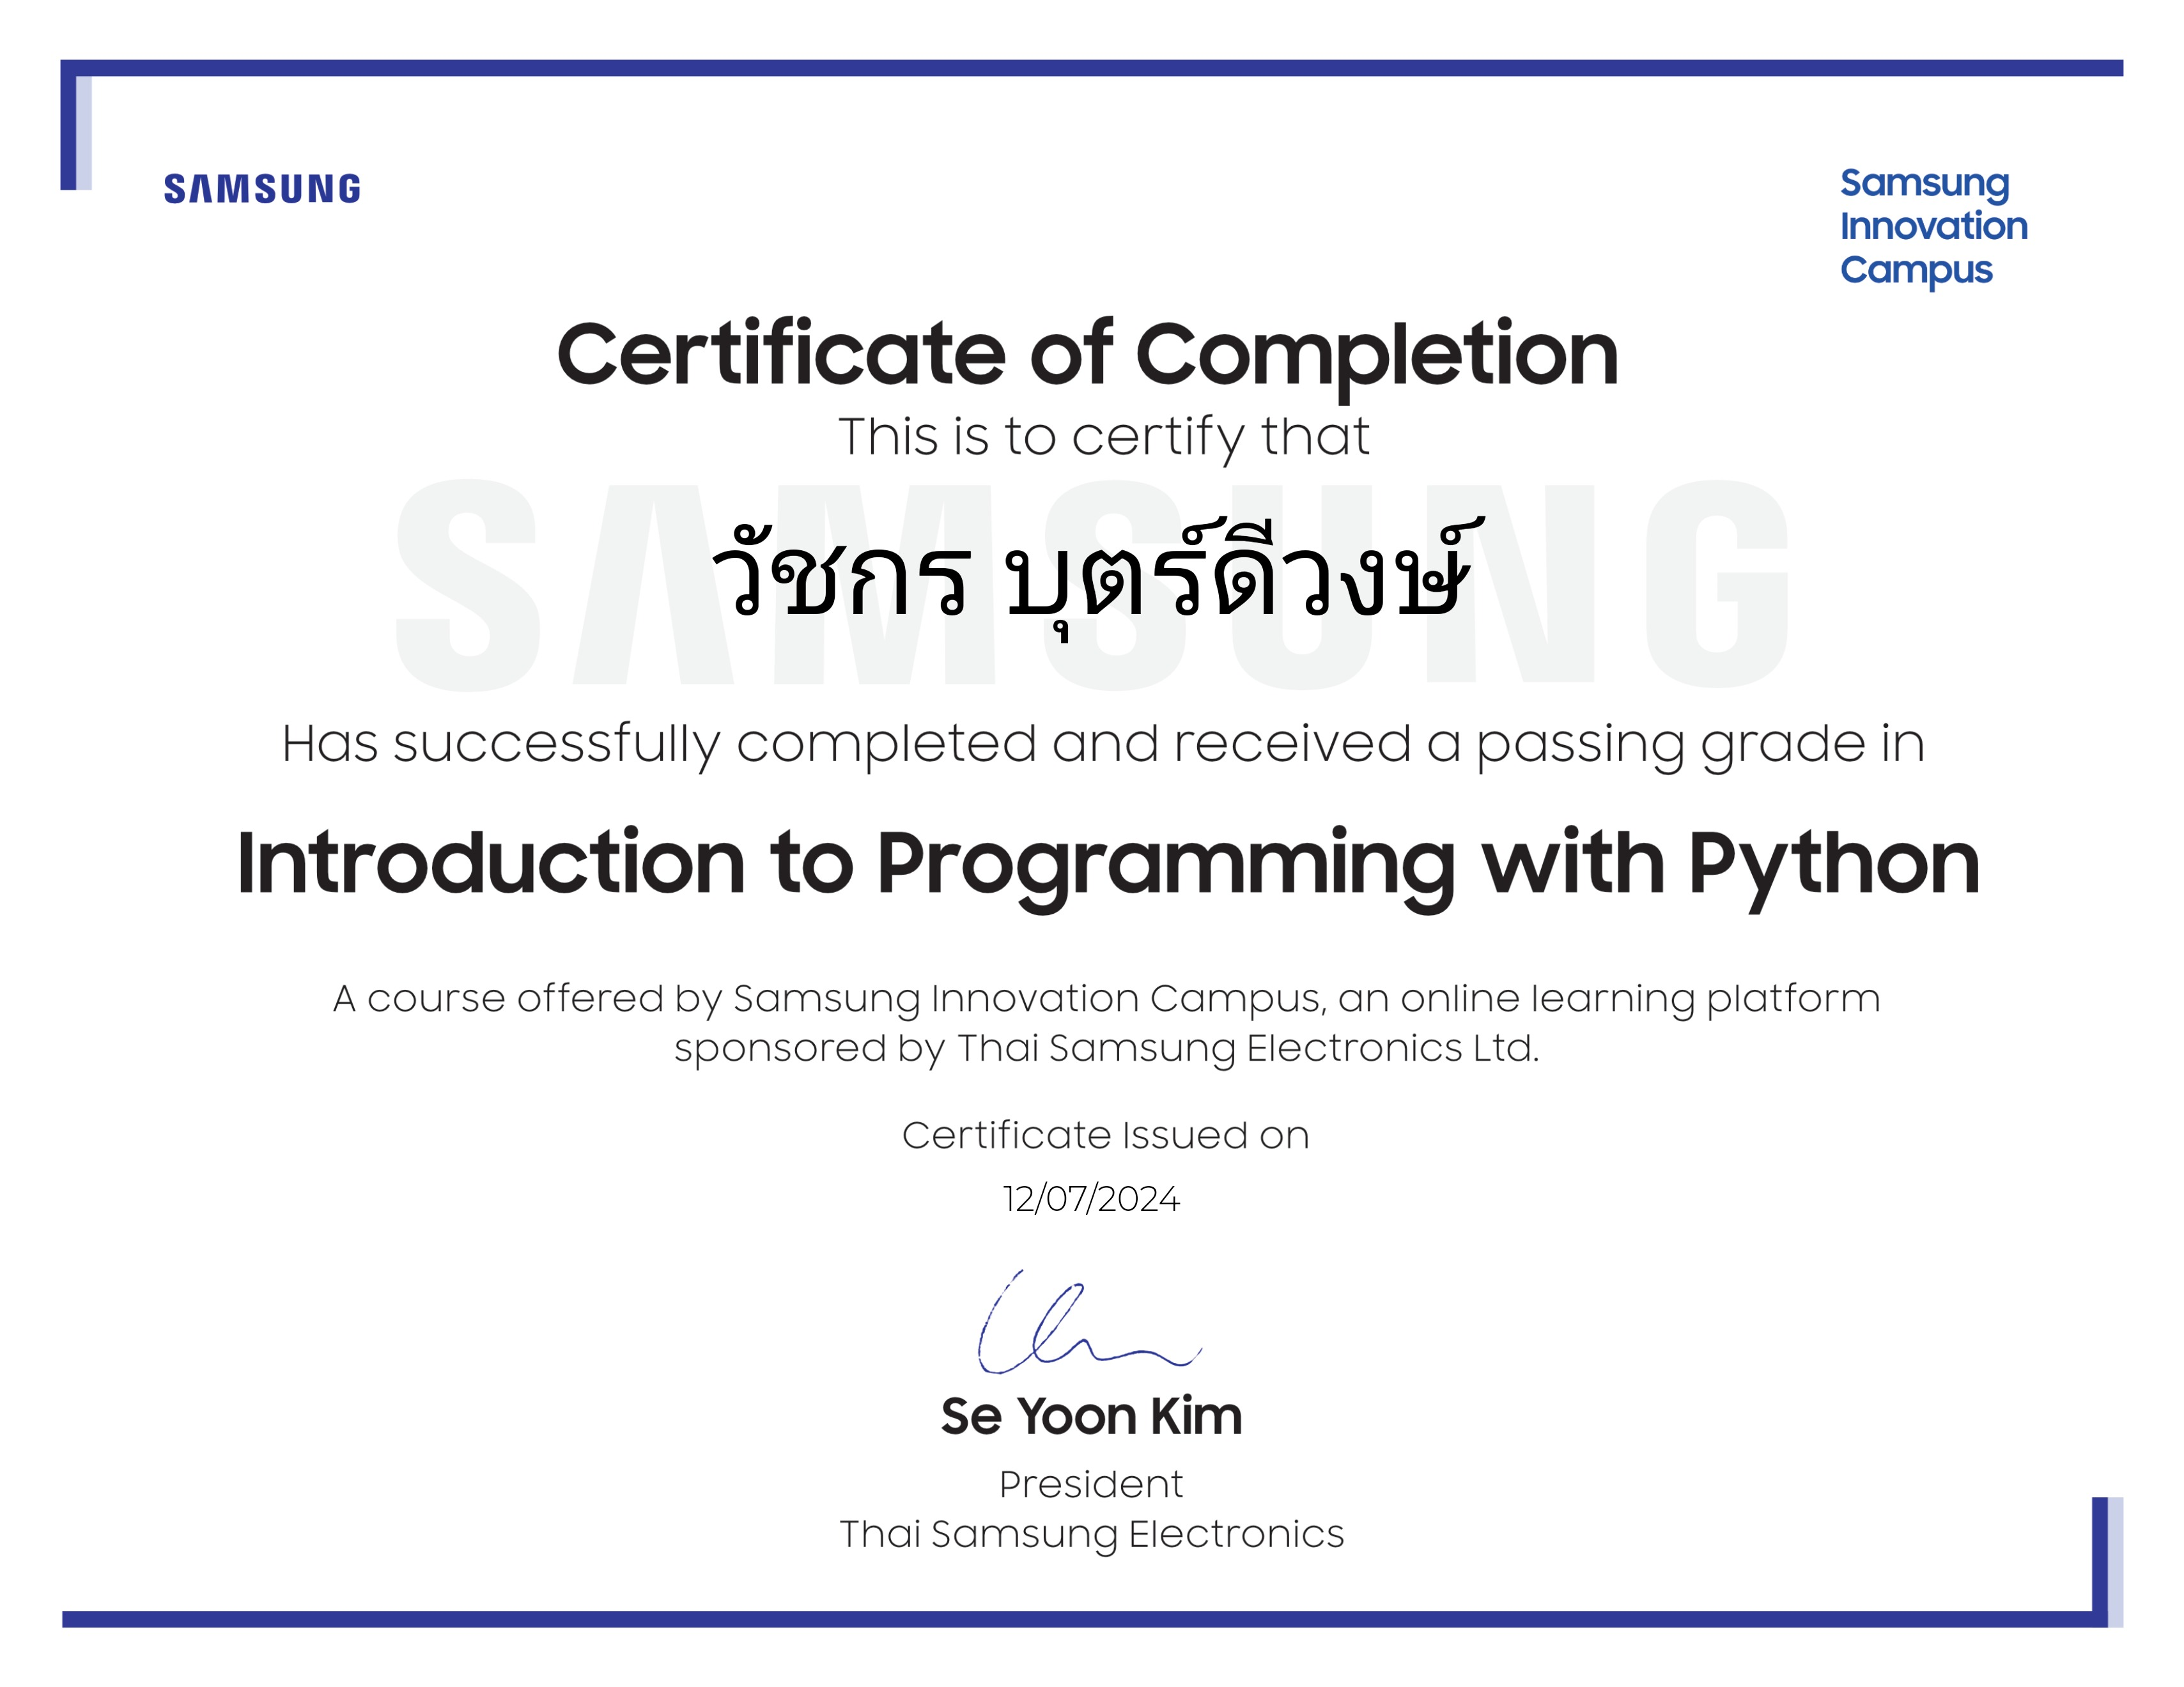 SAMSUNG
Samsung
Innovation
Campus
Certificate of Completion
This is to certify that
SAMSUNG
วัชกร บุตร์ดีวงษ์
Has successfully completed and received a passing grade in
Introduction to Programming with Python
A course offered by Samsung Innovation Campus, an online learning platform
sponsored by Thai Samsung Electronics Ltd.
Certificate Issued on
12/07/2024
Se Yoon Kim
President
Thai Samsung Electronics